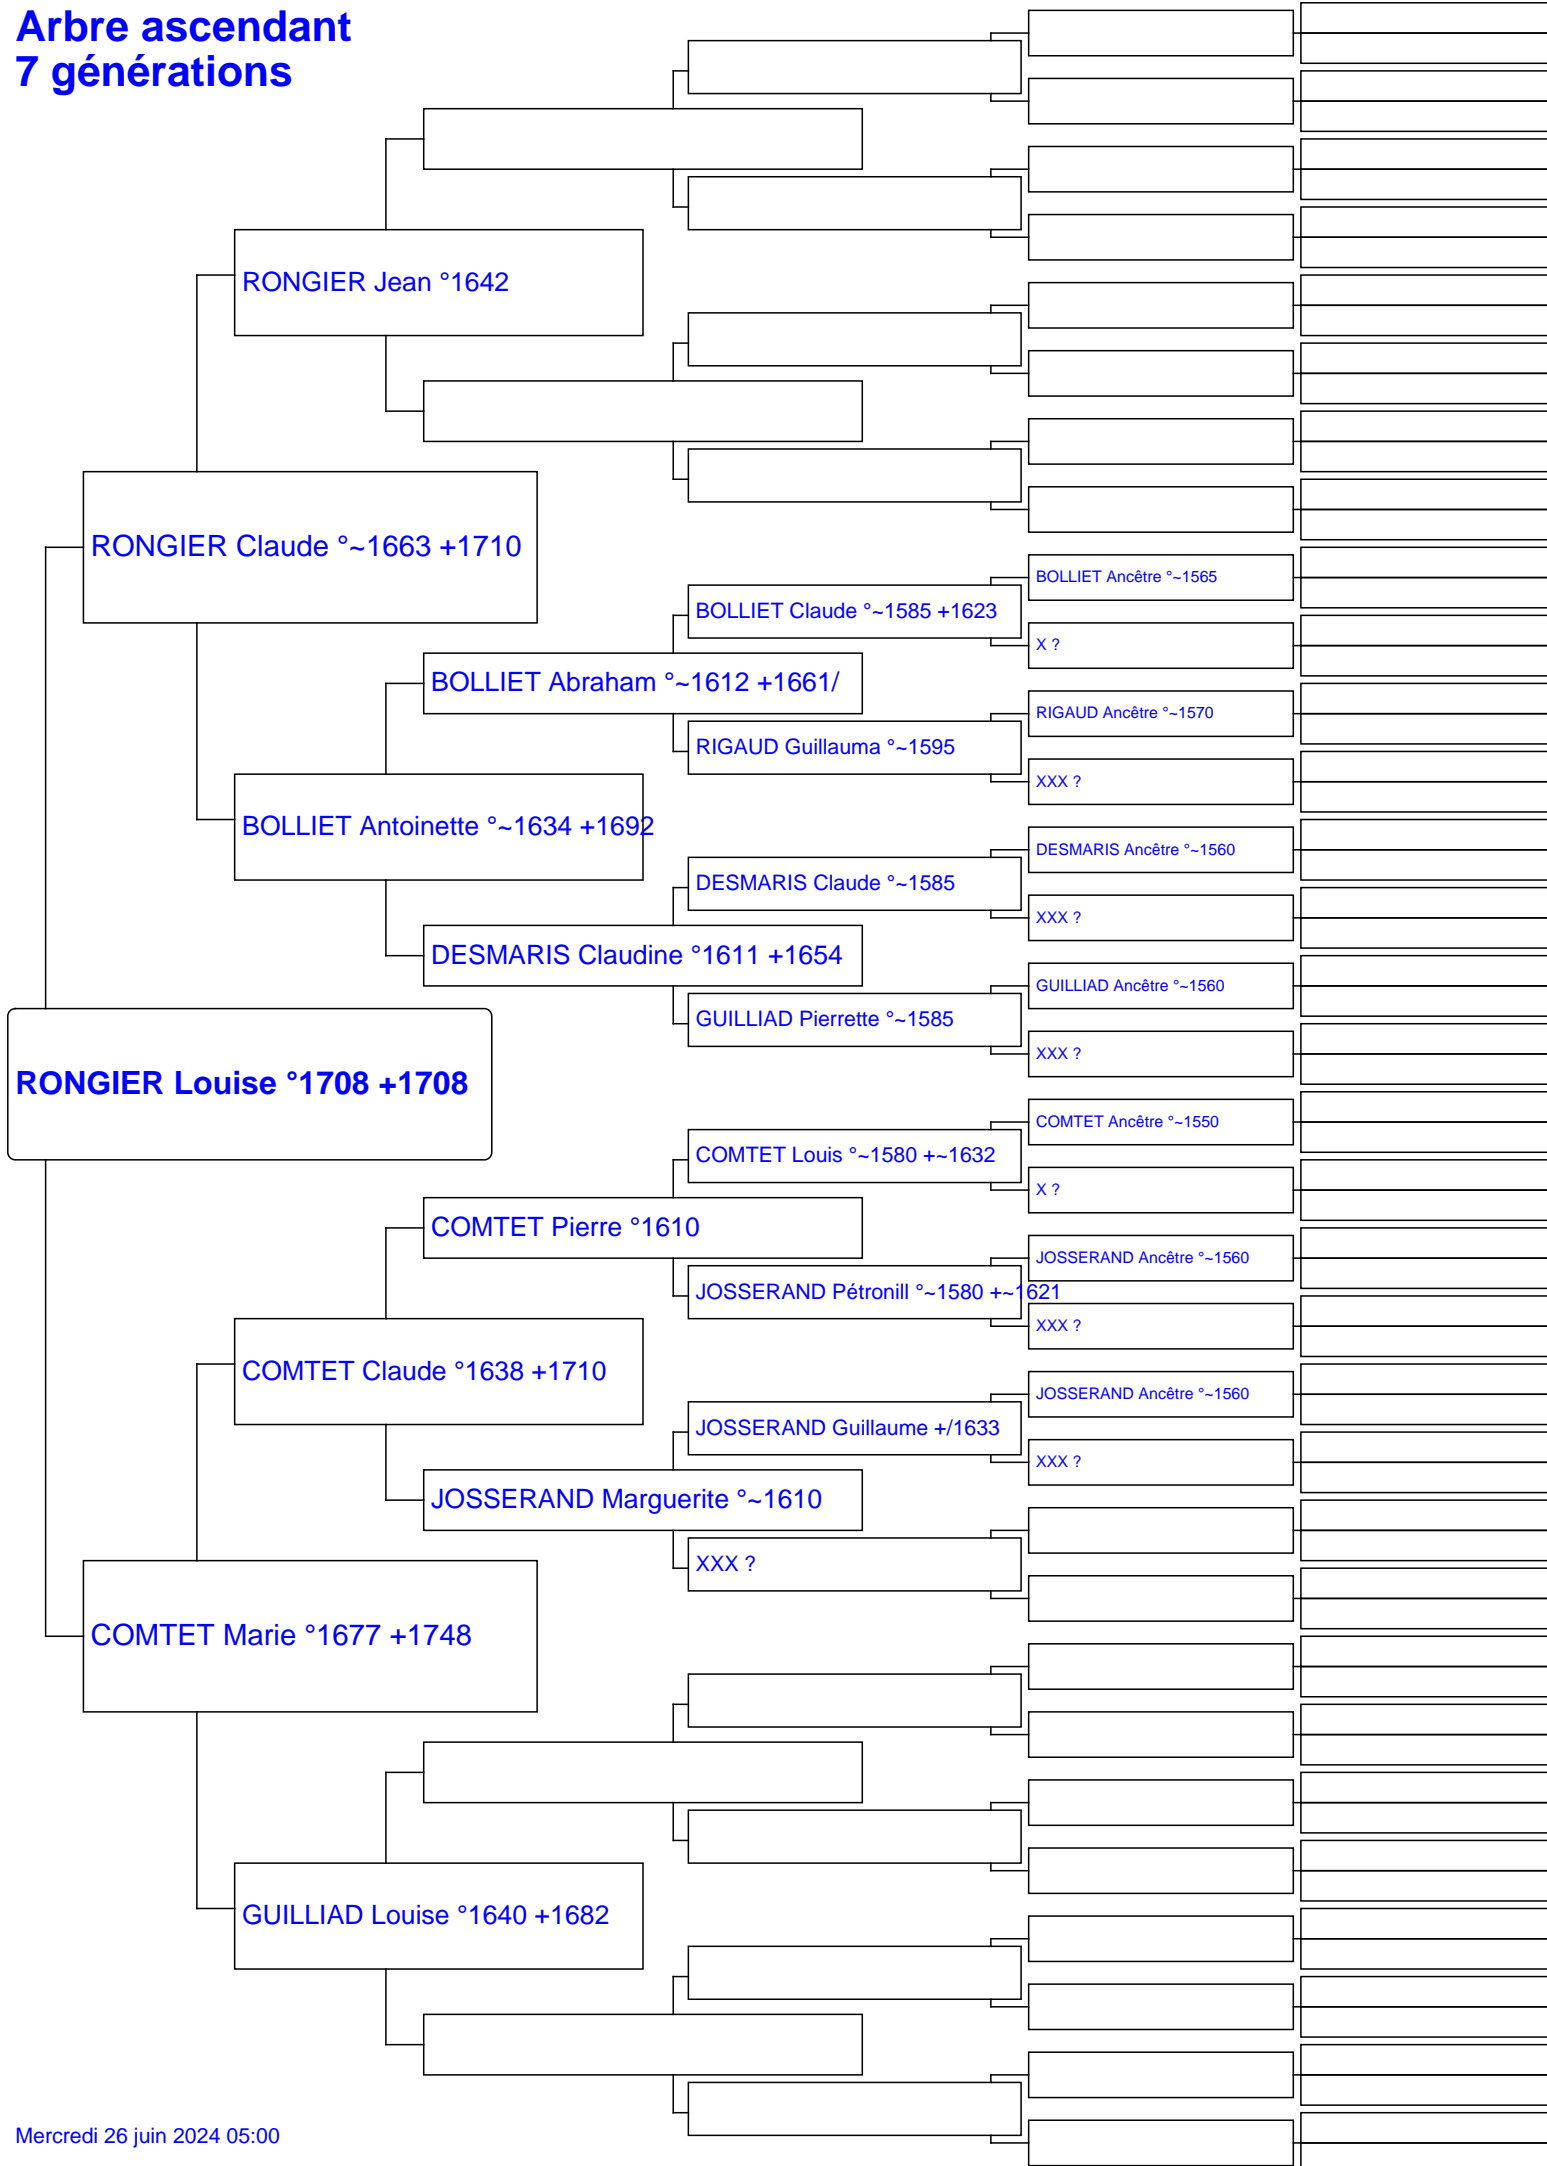 Arbre ascendant
7 générations
RONGIER Jean °1642
RONGIER Claude °~1663 +1710
BOLLIET Ancêtre °~1565
BOLLIET Claude °~1585 +1623
X ?
BOLLIET Abraham °~1612 +1661/
RIGAUD Ancêtre °~1570
RIGAUD Guillauma °~1595
XXX ?
BOLLIET Antoinette °~1634 +1692
DESMARIS Ancêtre °~1560
DESMARIS Claude °~1585
XXX ?
DESMARIS Claudine °1611 +1654
GUILLIAD Ancêtre °~1560
GUILLIAD Pierrette °~1585
XXX ?
RONGIER Louise °1708 +1708
COMTET Ancêtre °~1550
COMTET Louis °~1580 +~1632
X ?
COMTET Pierre °1610
JOSSERAND Ancêtre °~1560
JOSSERAND Pétronill °~1580 +~1621
XXX ?
COMTET Claude °1638 +1710
JOSSERAND Ancêtre °~1560
JOSSERAND Guillaume +/1633
XXX ?
JOSSERAND Marguerite °~1610
XXX ?
COMTET Marie °1677 +1748
GUILLIAD Louise °1640 +1682
Mercredi 26 juin 2024 05:00